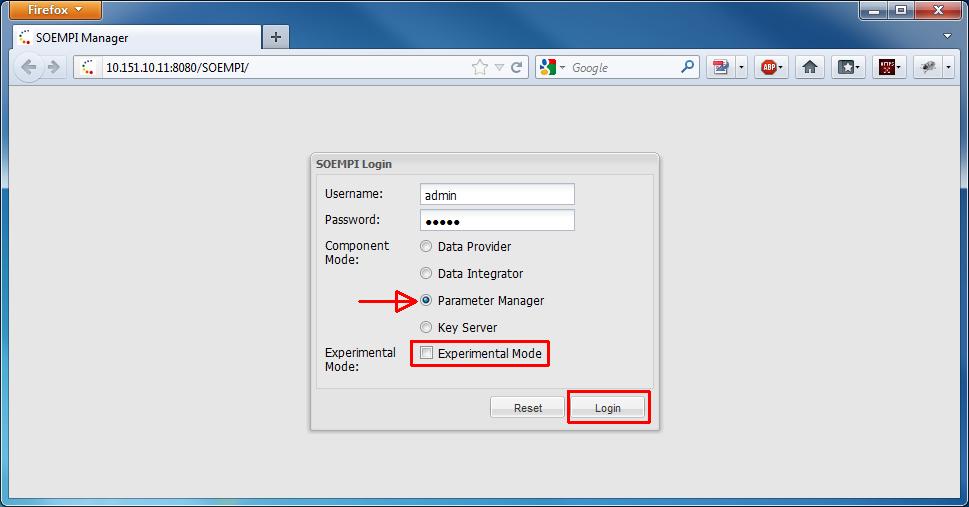 Firefox
SOEMPI Manager
10.151.10.11:8080/SOEMPI/
Google
ABP
HTTPS
SOEMPI Login
Username:
admin
Password:
●●●●●
Component Mode:
Data Provider
Data Integrator
Parameter Manager
Key Server
Experimental Mode:
Experimental Mode
Reset
Login